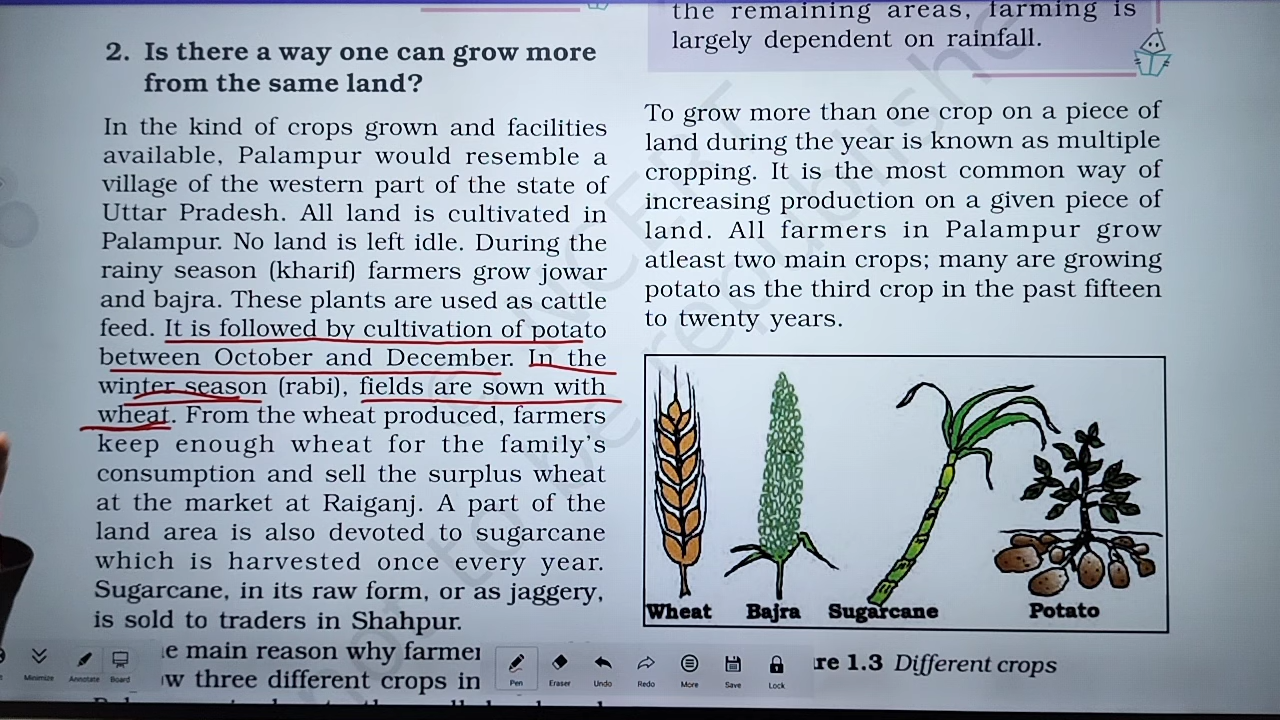 2. Is there a way one can grow more
from the same land?
In the kind of crops grown and facilities
available, Palampur would resemble a
village of the western part of the state of
Uttar Pradesh. All land is cultivated in
Palampur. No land is left idle. During the
rainy season (kharif) farmers grow jowar
and bajra. These plants are used as cattle
feed. It is followed by cultivation of potato
between October and December. In the
winter season (rabi), fields are sown with
wheat. From the wheat produced, farmers
keep enough wheat for the family's
consumption and sell the surplus wheat
at the market at Raiganj. A part of the
land area is also devoted to sugarcane
which is harvested once every year.
Sugarcane, in its raw form, or as jaggery,
is sold to traders in Shahpur.
main reason why
three different crops in
the remaining areas, farming is
largely dependent on rainfall.
To grow more than one crop on a piece of
land during the year is known as multiple
cropping. It is the most common way of
increasing production on a given piece of
land. All farmers in Palampur grow
atleast two main crops; many are growing
potato as the third crop in the past fifteen
to twenty years.
Wheat Bajra Sugarcane Potato
1.3 Different crops
Minimize Annotate Board Pen Eraser Undo Redo More Save Lock